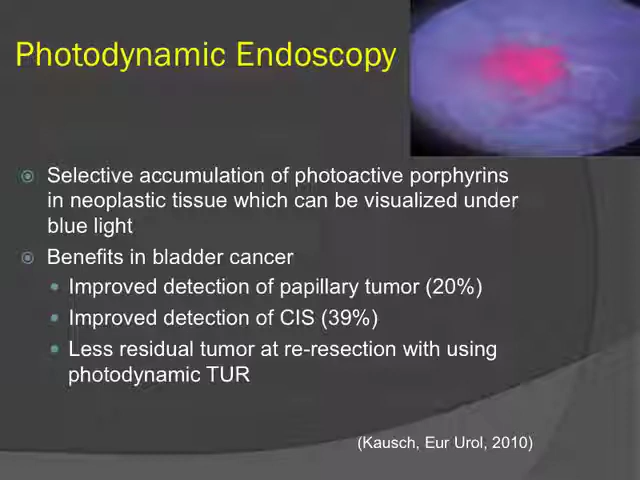 Photodynamic Endoscopy
Selective accumulation of photoactive porphyrins
in neoplastic tissue which can be visualized under
blue light
Benefits in bladder cancer
Improved detection of papillary tumor (20%)
Improved detection of CIS (39%)
Less residual tumor at re-resection with using
photodynamic TUR
(Kausch, Eur Urol, 2010)